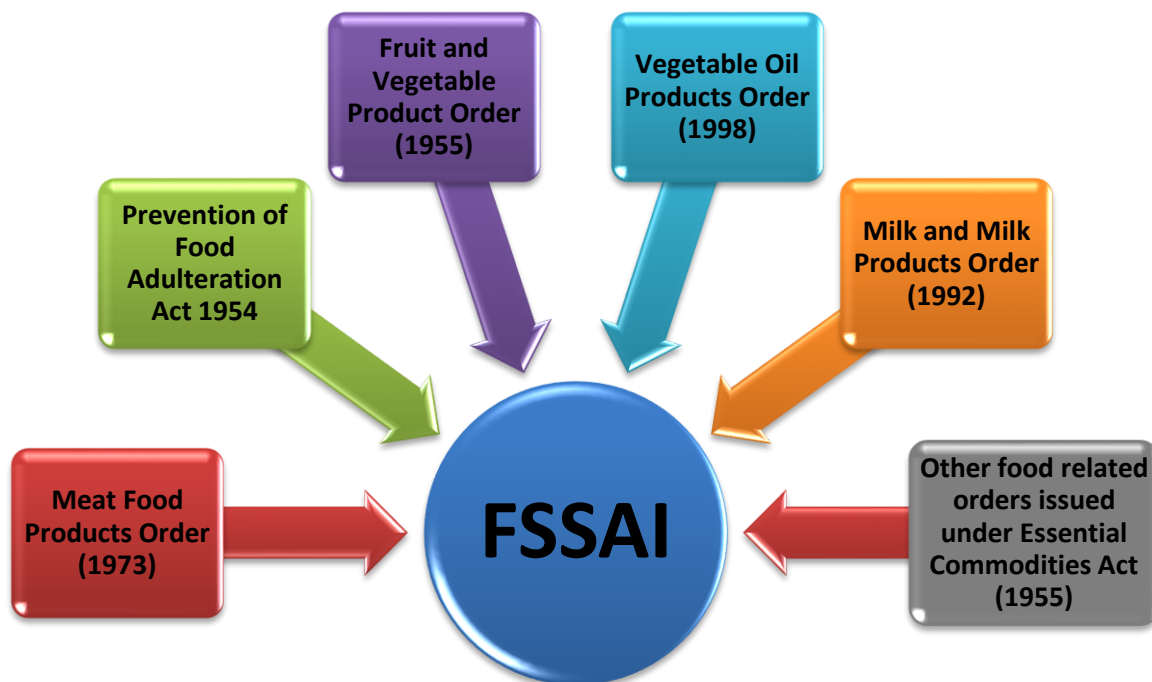 Fruit and
Vegetable
Product Order
(1955)
Vegetable Oil
Products Order
(1998)
Prevention of
Food
Adulteration
Act 1954
Milk and Milk
Products Order
(1992)
Meat Food
Products Order
(1973)
FSSAI
Other food related
orders issued
under Essential
Commodities Act
(1955)